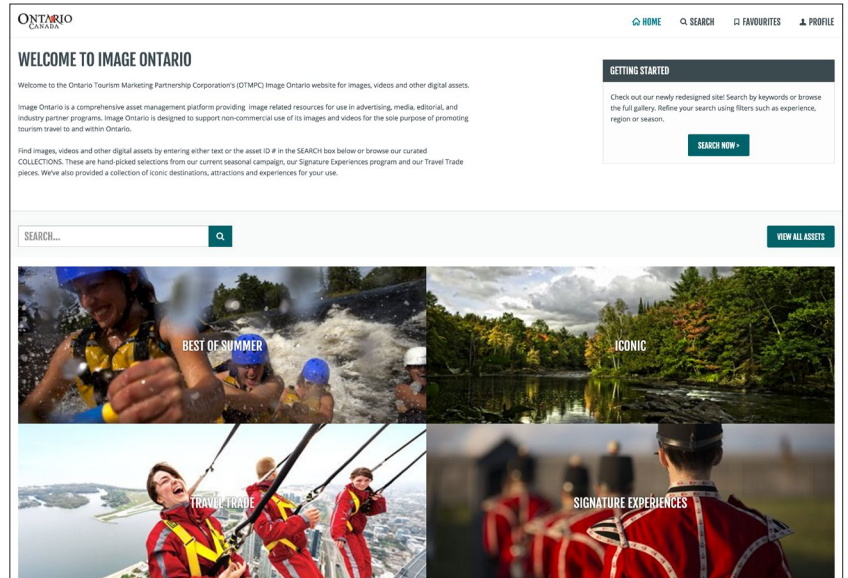 ONTARIO
CANADA
HOME
SEARCH
FAVOURITES
PROFILE
WELCOME TO IMAGE ONTARIO
Welcome to the Ontario Tourism Marketing Partnership Corporation's (OTMPC) Image Ontario website for images, videos and other digital assets.
Image Ontario is a comprehensive asset management platform providing image related resources for use in advertising, media, editorial, and
industry partner programs. Image Ontario is designed to support non-commercial use of its images and videos for the sole purpose of promoting
tourism travel to and within Ontario.
Find images, videos and other digital assets by entering either text or the asset ID # in the SEARCH box below or browse our curated
COLLECTIONS. These are hand-picked selections from our current seasonal campaign, our Signature Experiences program and our Travel Trade
pieces. We've also provided a collection of iconic destinations, attractions and experiences for your use.
GETTING STARTED
Check out our newly redesigned site! Search by keywords or browse
the full gallery. Refine your search using filters such as experience,
region or season.
SEARCH NOW >
SEARCH...
VIEW ALL ASSETS
BEST OF SUMMER
ICONIC
TRAVEL TRADE
SIGNATURE EXPERIENCES